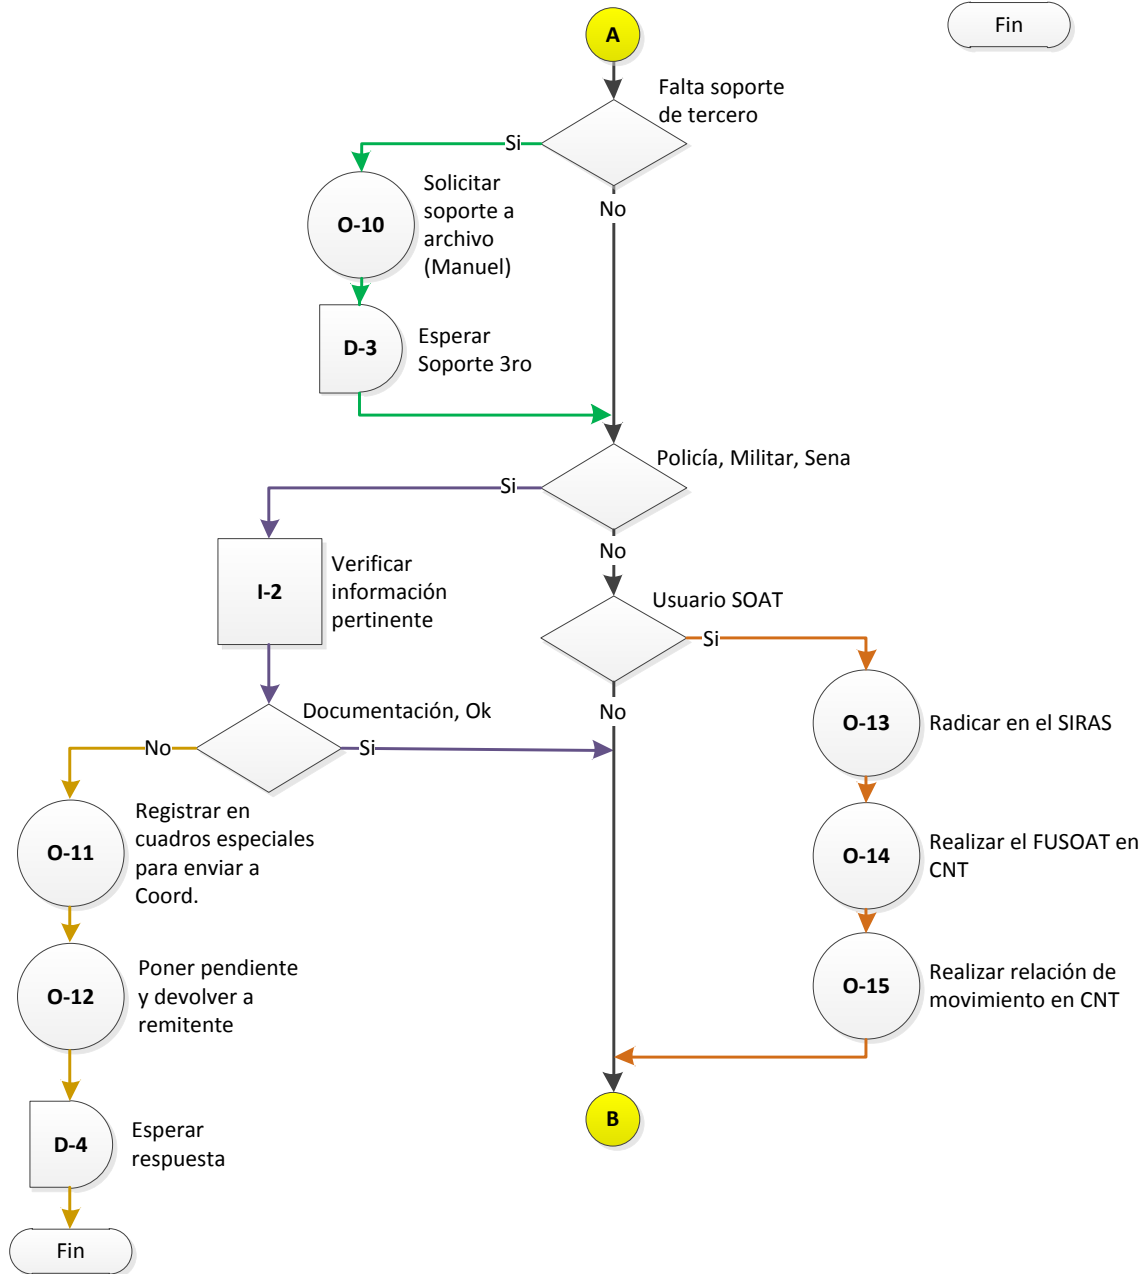 A
Fin
Falta soporte
de tercero
Si
No
O-10
Solicitar
soporte a
archivo
(Manuel)
D-3
Esperar
Soporte 3ro
Policía, Militar, Sena
Si
No
I-2
Verificar
información
pertinente
Usuario SOAT
Si
No
Documentación, Ok
No
Si
O-13
Radicar en el SIRAS
O-11
Registrar en
cuadros especiales
para enviar a
Coord.
O-14
Realizar el FUSOAT en
CNT
O-12
Poner pendiente
y devolver a
remitente
O-15
Realizar relación de
movimiento en CNT
B
D-4
Esperar
respuesta
Fin